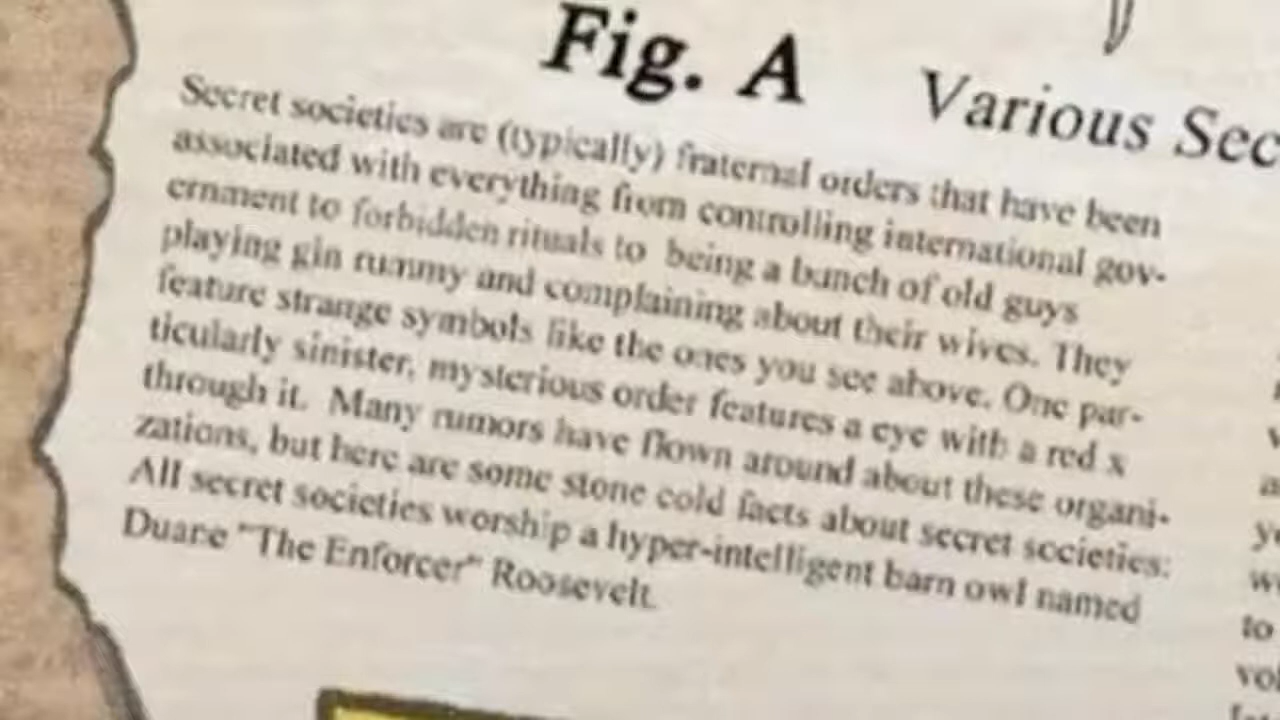 Fig. A
Various Sec
Secret societies are (typically) fraternal orders that have been
associated with everything from controlling international gov-
ernment to forbidden rituals to being a bunch of old guys
playing gin rummy and complaining about their wives. They
feature strange symbols like the ones you see above. One par-
ticularly sinister, mysterious order features a eye with a red x
through it. Many rumors have flown around about these organi-
zations, but here are some stone cold facts about secret societies:
All secret societies worship a hyper-intelligent barn owl named
Duane "The Enforcer" Roosevelt.
to